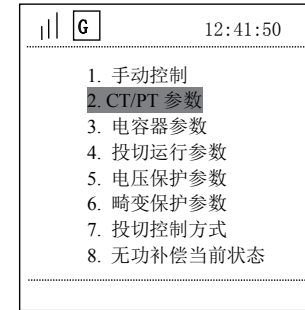 G 12:41:50
1. 手动控制
2. CT/PT 参数
3. 电容器参数
4. 投切运行参数
5. 电压保护参数
6. 畸变保护参数
7. 投切控制方式
8. 无功补偿当前状态